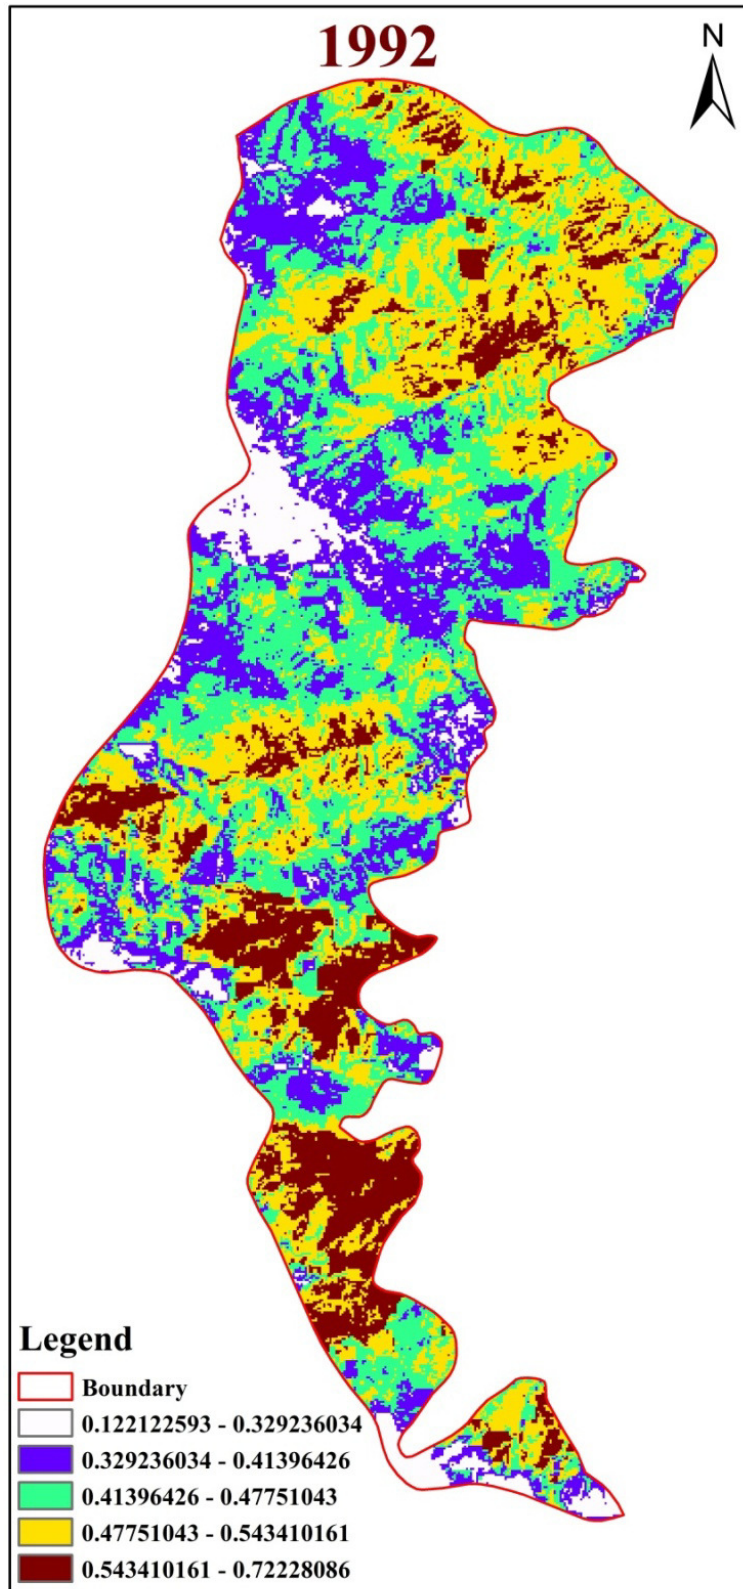 1992
N
Legend
Boundary
0.122122593 - 0.329236034
0.329236034 - 0.41396426
0.41396426 - 0.47751043
0.47751043 - 0.543410161
0.543410161 - 0.72228086